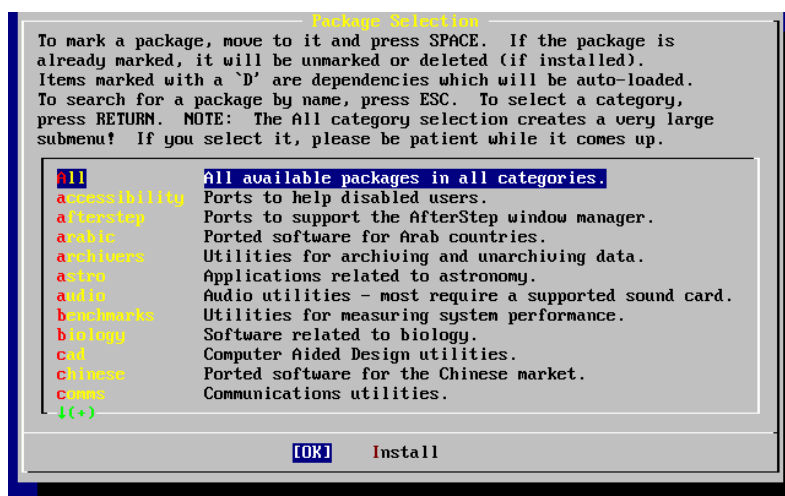 Package Selection
To mark a package, move to it and press SPACE.  If the package is
already marked, it will be unmarked or deleted (if installed).
Items marked with a `D' are dependencies which will be auto-loaded.
To search for a package by name, press ESC.  To select a category,
press RETURN.  NOTE:  The All category selection creates a very large
submenu!  If you select it, please be patient while it comes up.
All All available packages in all categories.
accessibility Ports to help disabled users.
afterstep Ports to support the AfterStep window manager.
arabic Ported software for Arab countries.
archivers Utilities for archiving and unarchiving data.
astro Applications related to astronomy.
audio Audio utilities - most require a supported sound card.
benchmarks Utilities for measuring system performance.
biology Software related to biology.
cad Computer Aided Design utilities.
chinese Ported software for the Chinese market.
comms Communications utilities.
↓(+)
[OK] Install